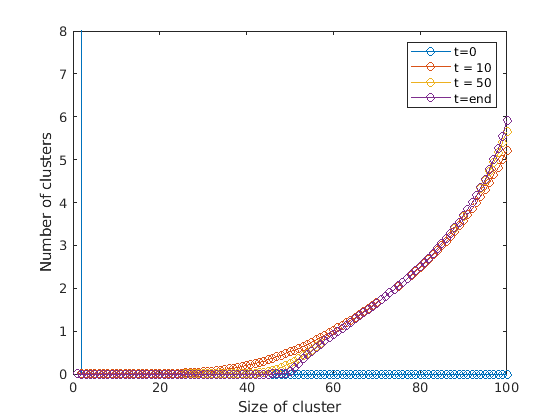 8
7
6
5
4
3
2
1
0
Number of clusters
0 20 40 60 80 100
Size of cluster
t=0
t = 10
t = 50
t=end